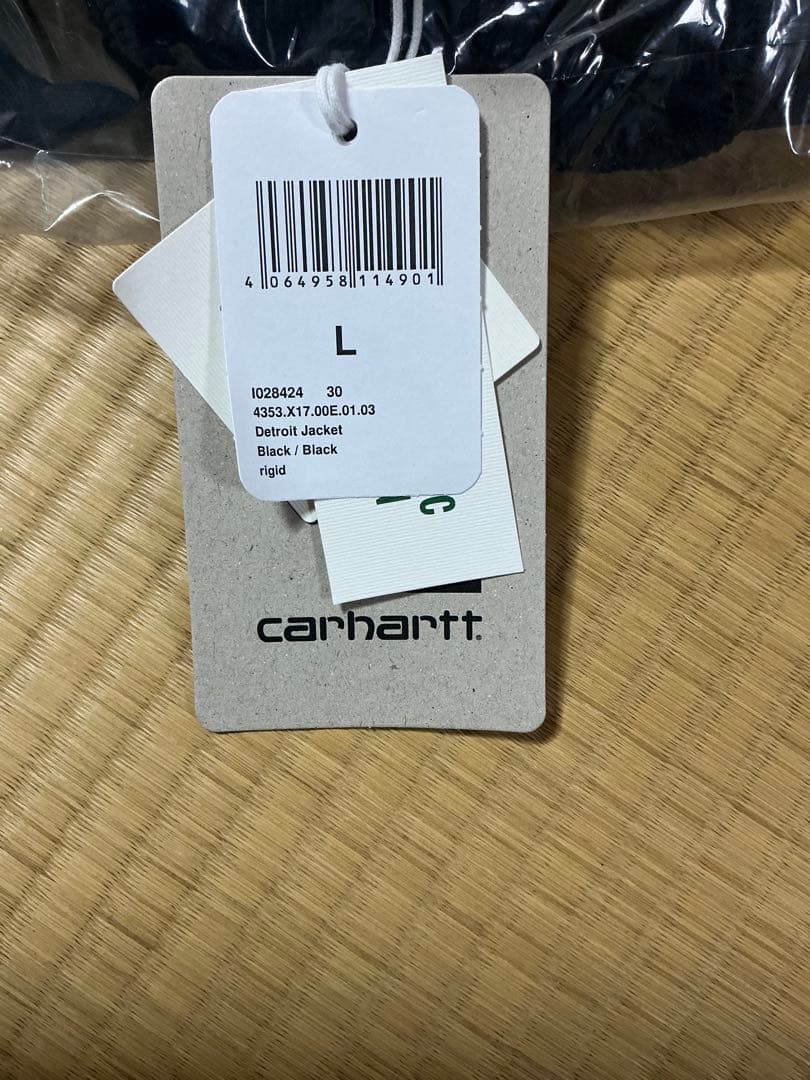 4 064958 114901
L
I028424 30
4353.X17.00E.01.03
Detroit Jacket
Black / Black
rigid
C
carhartt.